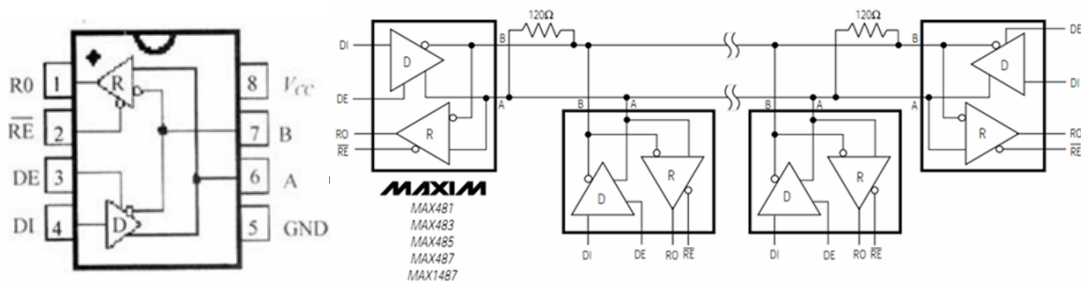 R0 1 R 8 VCC
RE 2 7 B
DE 3 6 A
DI 4 D 5 GND
120Ω 120Ω
DI D B B D DE
DE A A DI
RO R R RO
RE RE
B A B A
D R D R
DI DE RO RE DI DE RO RE
MAXIM
MAX481
MAX483
MAX485
MAX487
MAX1487